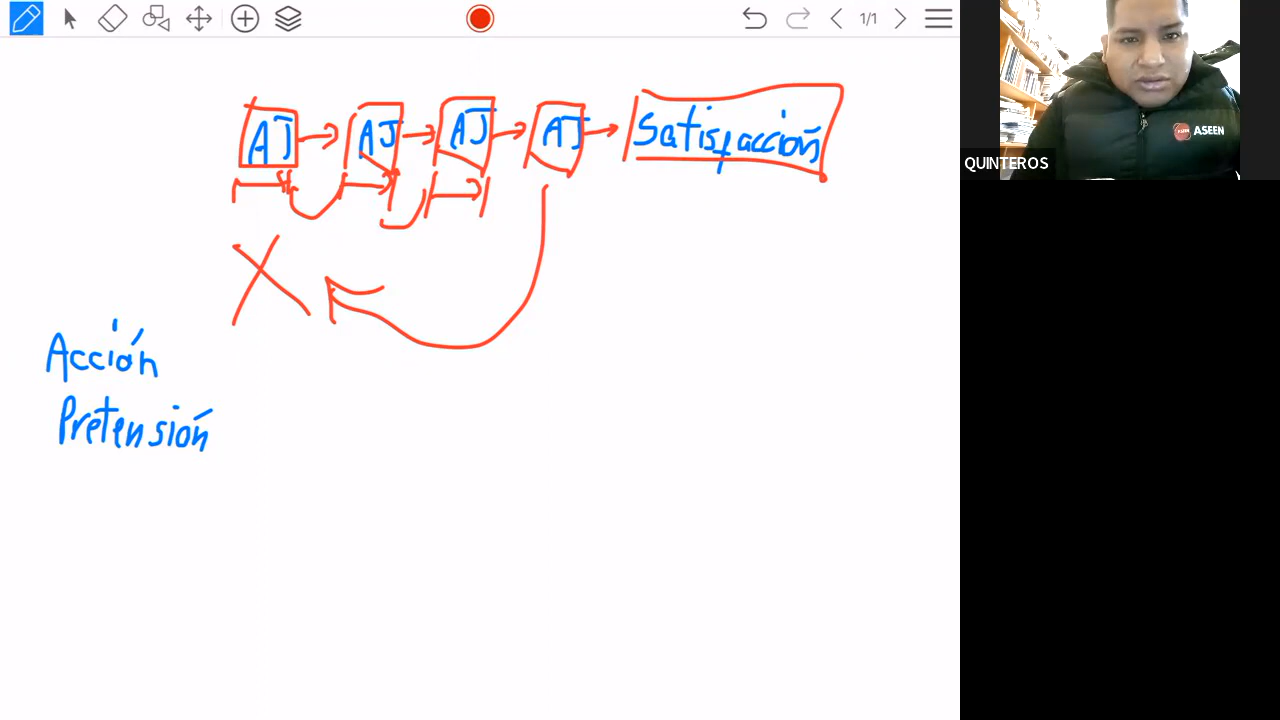 1/1
AJ AJ AJ AJ Satisfacción
Acción
Pretensión
QUINTEROS
ASEEN